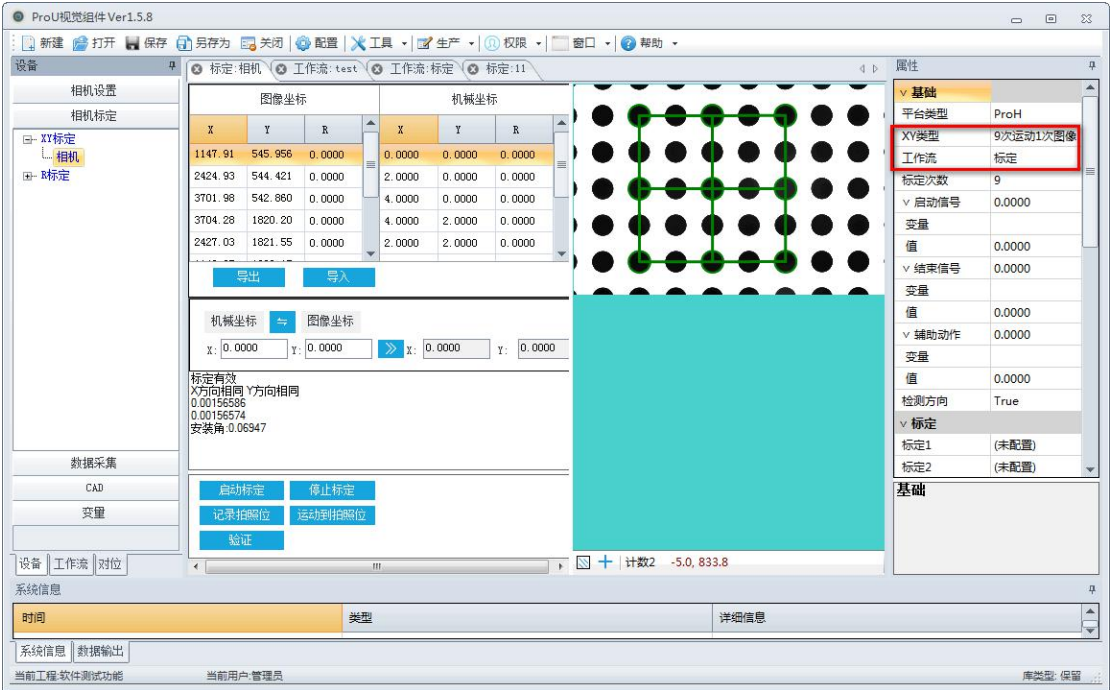 ProU视觉组件Ver1.5.8
新建 打开 保存 另存为 关闭 配置 工具 生产 权限 窗口 帮助
设备
标定:相机 工作流:test 工作流:标定 标定:11
属性
相机设置
相机标定
XY标定
相机
R标定
数据采集
CAD
变量
设备 工作流 对位
图像坐标 机械坐标
X Y R X Y R
1147.91 545.956 0.0000 0.0000 0.0000 0.0000
2424.93 544.421 0.0000 2.0000 0.0000 0.0000
3701.98 542.860 0.0000 4.0000 0.0000 0.0000
3704.28 1820.20 0.0000 4.0000 2.0000 0.0000
2427.03 1821.55 0.0000 2.0000 2.0000 0.0000
导出 导入
机械坐标 图像坐标
X: 0.0000 Y: 0.0000 X: 0.0000 Y: 0.0000
标定有效
X方向相同 Y方向相同
0.00156586
0.00156574
安装角:0.06947
启动标定 停止标定
记录拍照位 运动到拍照位
验证
计数2 -5.0, 833.8
基础
平台类型 ProH
XY类型 9次运动1次图像
工作流 标定
标定次数 9
启动信号 0.0000
变量
值 0.0000
结束信号 0.0000
变量
值 0.0000
辅助动作 0.0000
变量
值 0.0000
检测方向 True
标定
标定1 (未配置)
标定2 (未配置)
基础
系统信息
时间 类型 详细信息
系统信息 数据输出
当前工程:软件测试功能 当前用户:管理员 库类型: 保留